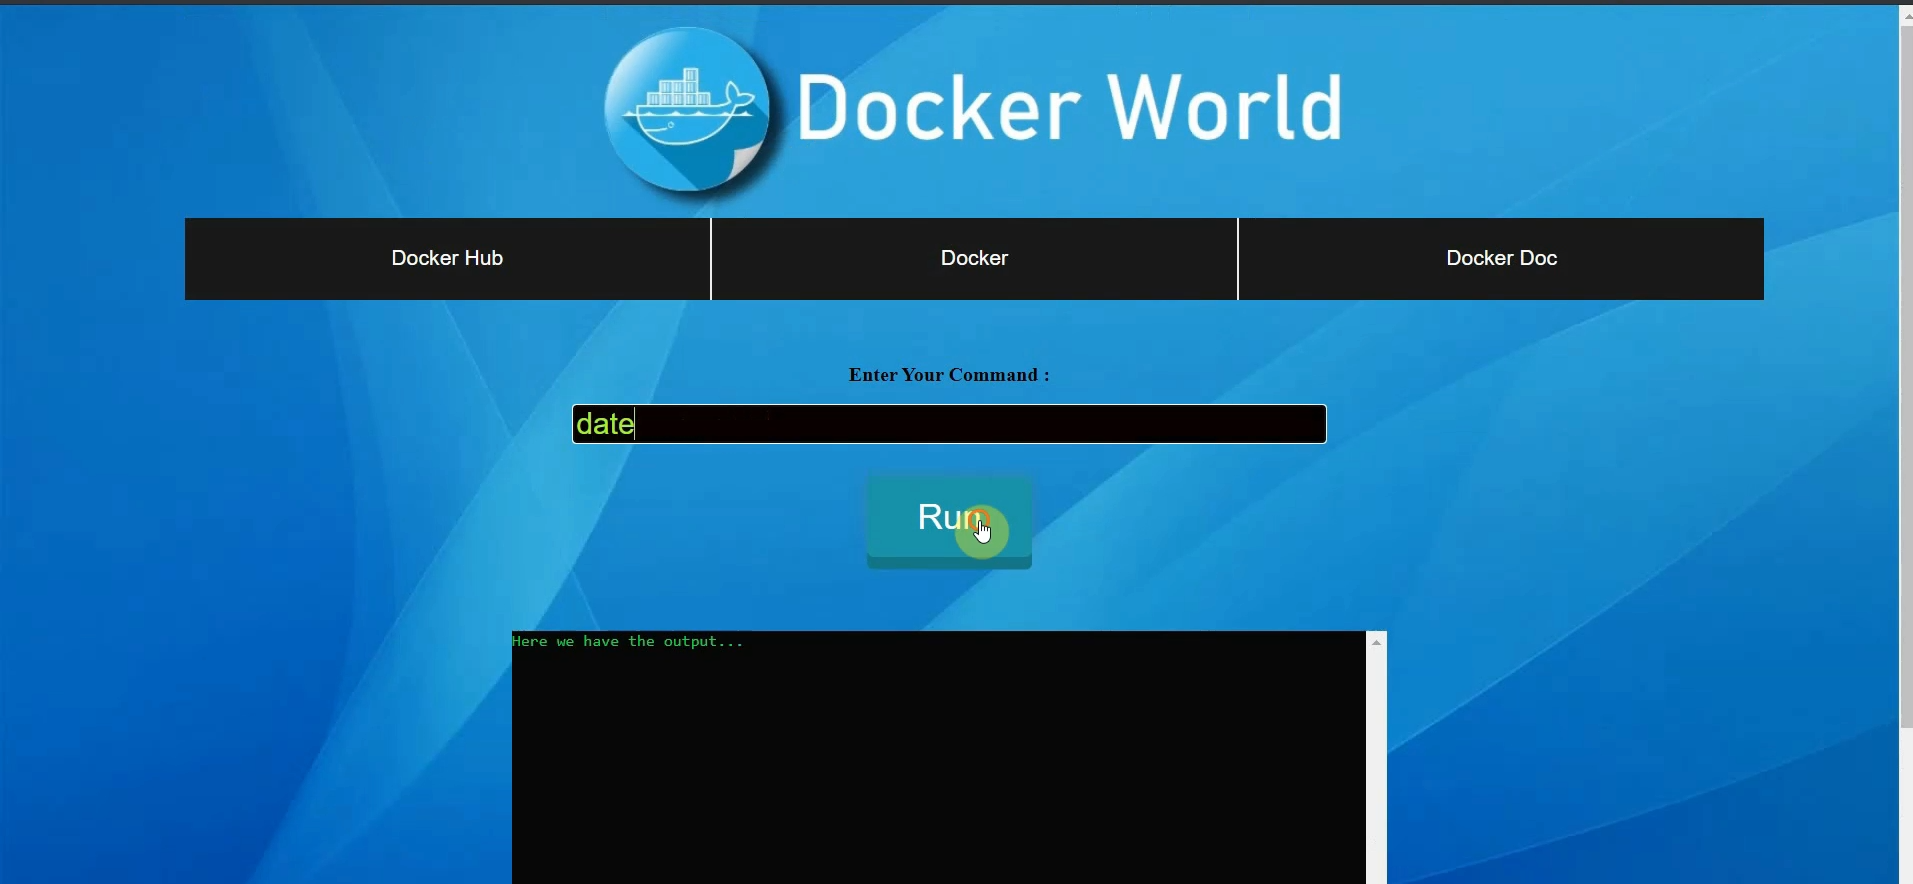 Docker World
Docker Hub
Docker
Docker Doc
Enter Your Command :
date
Run
Here we have the output...